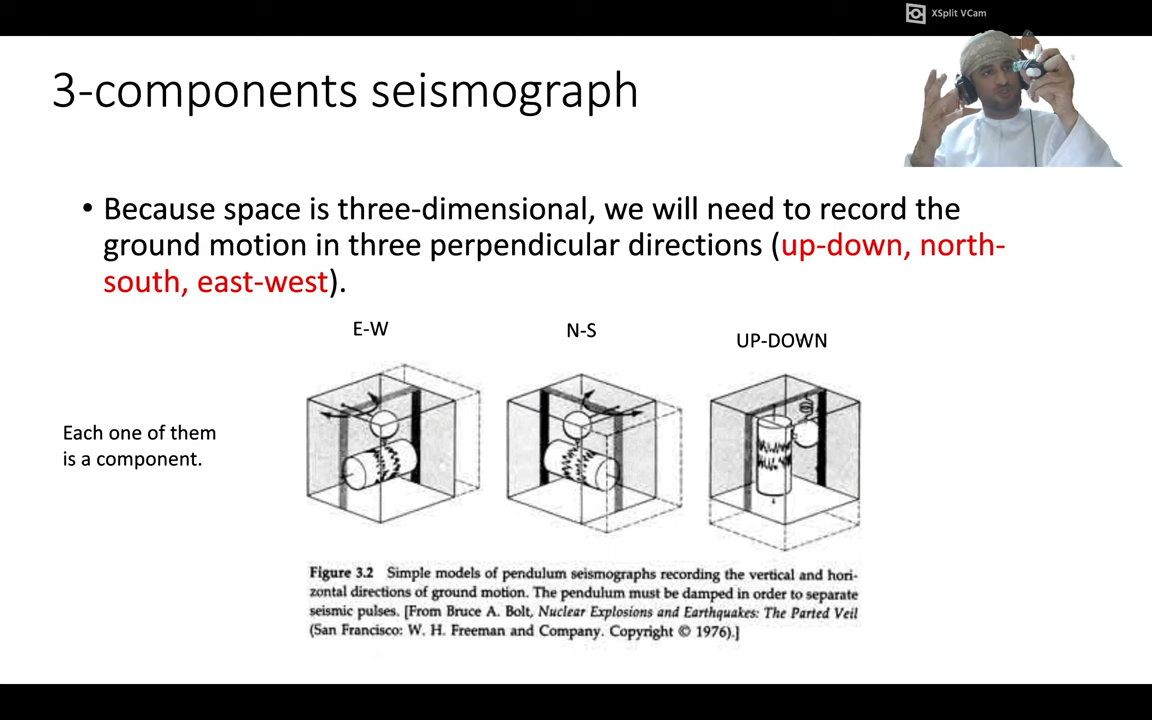 XSplit VCam
3-components seismograph
• Because space is three-dimensional, we will need to record the
ground motion in three perpendicular directions (up-down, north-
south, east-west).
E-W
N-S
UP-DOWN
Each one of them
is a component.
Figure 3.2 Simple models of pendulum seismographs recording the vertical and hori-
zontal directions of ground motion. The pendulum must be damped in order to separate
seismic pulses. [From Bruce A. Bolt, Nuclear Explosions and Earthquakes: The Parted Veil
(San Francisco: W. H. Freeman and Company. Copyright © 1976).]